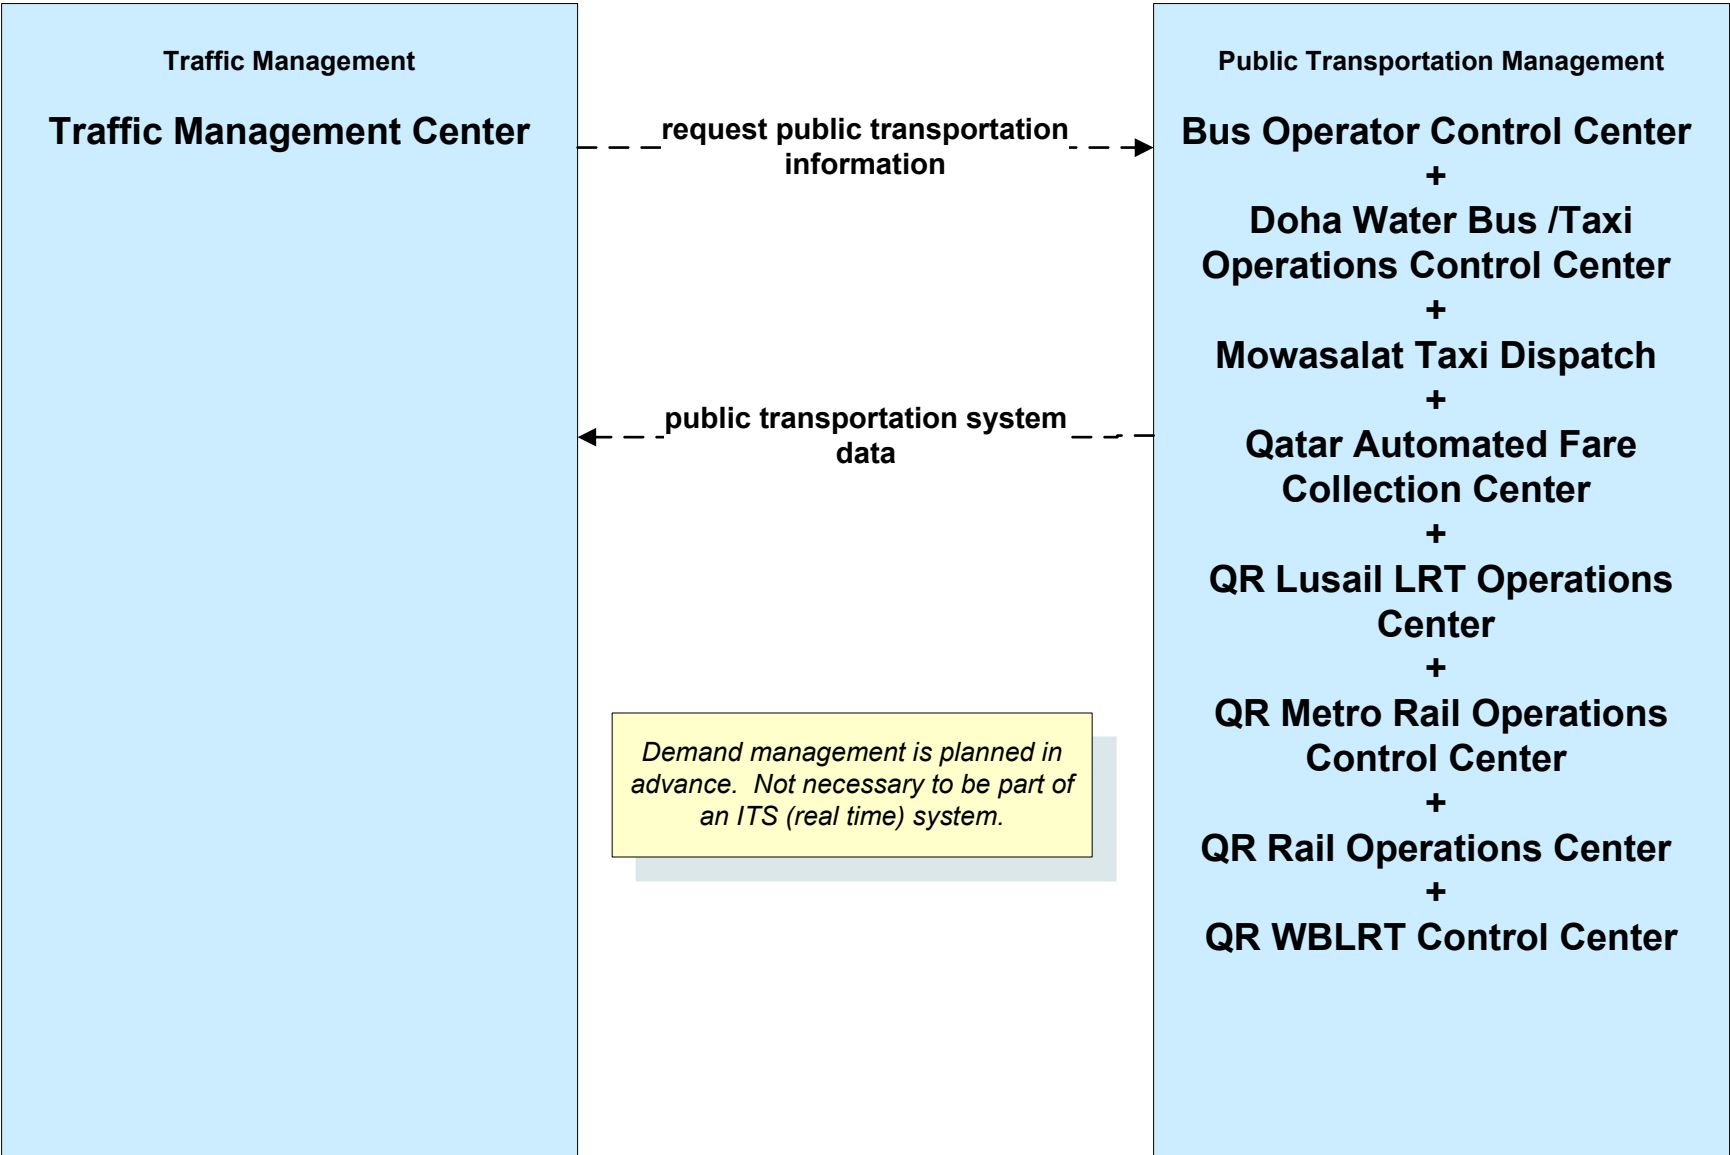 Traffic Management
Traffic Management Center
request public transportation
information
public transportation system
data
Demand management is planned in
advance.  Not necessary to be part of
an ITS (real time) system.
Public Transportation Management
Bus Operator Control Center
+
Doha Water Bus /Taxi
Operations Control Center
+
Mowasalat Taxi Dispatch
+
Qatar Automated Fare
Collection Center
+
QR Lusail LRT Operations
Center
+
QR Metro Rail Operations
Control Center
+
QR Rail Operations Center
+
QR WBLRT Control Center